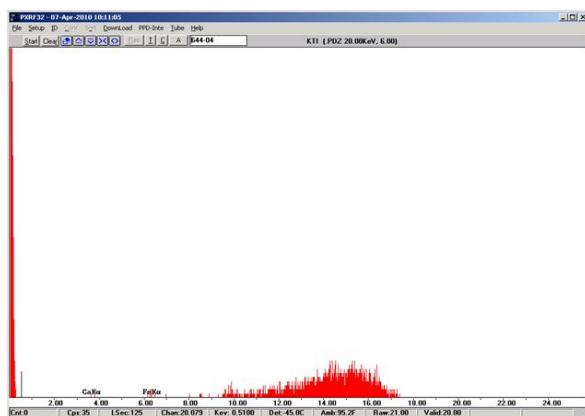 PXRF32 - 07-Apr-2010 10:11:05
File Setup ID Sort DownLoad PPD-Inte Tube Help
Start Clear I C A 644-04 KTI (.PDZ 20.00KeV, 6.00)
CaKα FeKα
2.00 4.00 6.00 8.00 10.00 12.00 14.00 16.00 18.00 20.00 22.00 24.00
Cnt:0 Cps:35 LSec:125 Chan:20.079 Kev: 0.5100 Det:-45.0C Amb:95.2F Raw:21.00 Valid:20.00